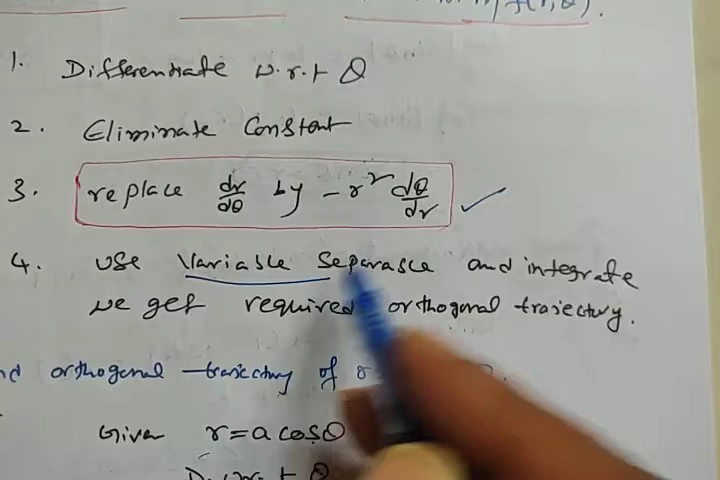 f(r, θ).
1. Differentiate w.r.t θ
2. Eliminate Constant
3. replace dr/dθ by -r² dθ/dr
4. use Variable Separable and integrate
we get required orthogonal trajectory.
orthogonal trajectory of
Given r = a cosθ
D. w.r.t θ